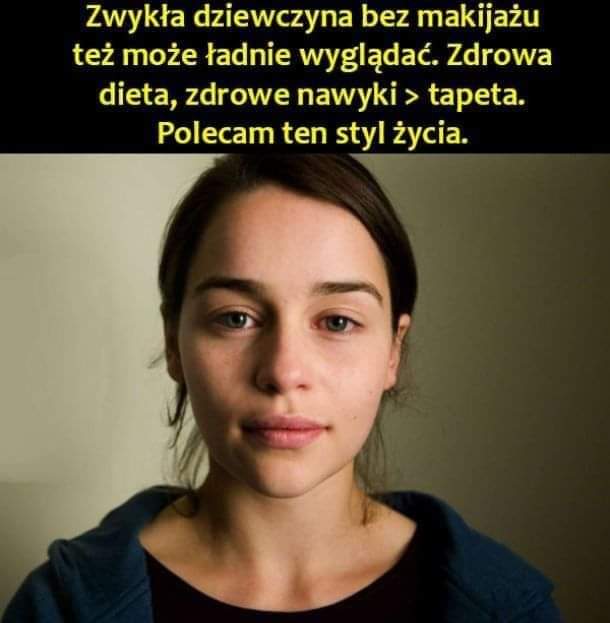 Zwykła dziewczyna bez makijażu
też może ładnie wyglądać. Zdrowa
dieta, zdrowe nawyki > tapeta.
Polecam ten styl życia.